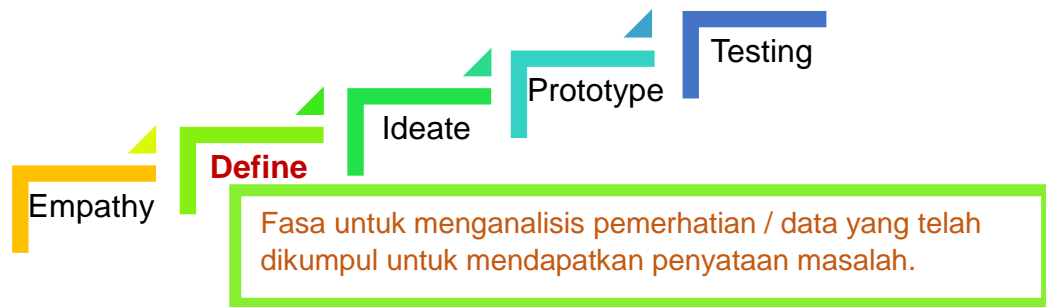 Empathy
Define
Ideate
Prototype
Testing
Fasa untuk menganalisis pemerhatian / data yang telah
dikumpul untuk mendapatkan penyataan masalah.